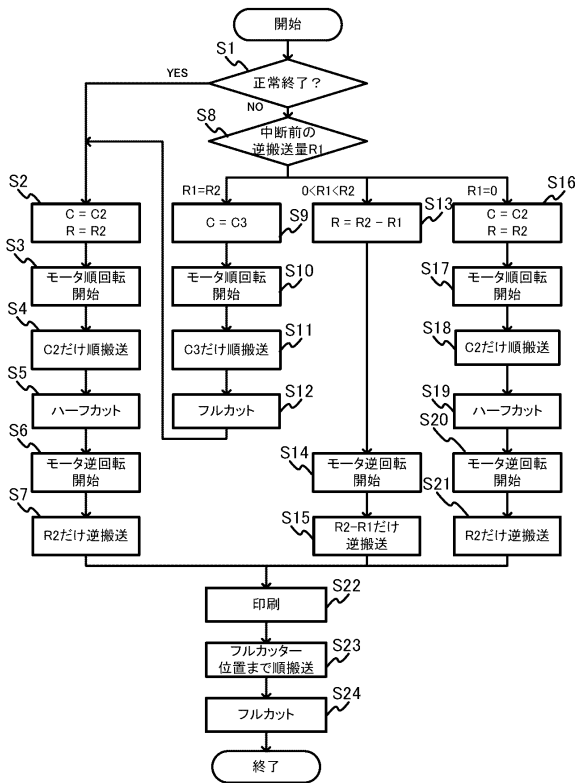 開始
S1
YES
正常終了？
NO
S8
中断前の
逆搬送量R1
R1=R2
0<R1<R2
R1=0
S2
C = C2
R = R2
S9
C = C3
S13
R = R2 − R1
S16
C = C2
R = R2
S3
モータ順回転
開始
S10
モータ順回転
開始
S17
モータ順回転
開始
S4
C2だけ順搬送
S11
C3だけ順搬送
S18
C2だけ順搬送
S5
ハーフカット
S12
フルカット
S19
ハーフカット
S6
モータ逆回転
開始
S14
モータ逆回転
開始
S20
モータ逆回転
開始
S7
R2だけ逆搬送
S15
R2−R1だけ
逆搬送
S21
R2だけ逆搬送
S22
印刷
S23
フルカッター
位置まで順搬送
S24
フルカット
終了